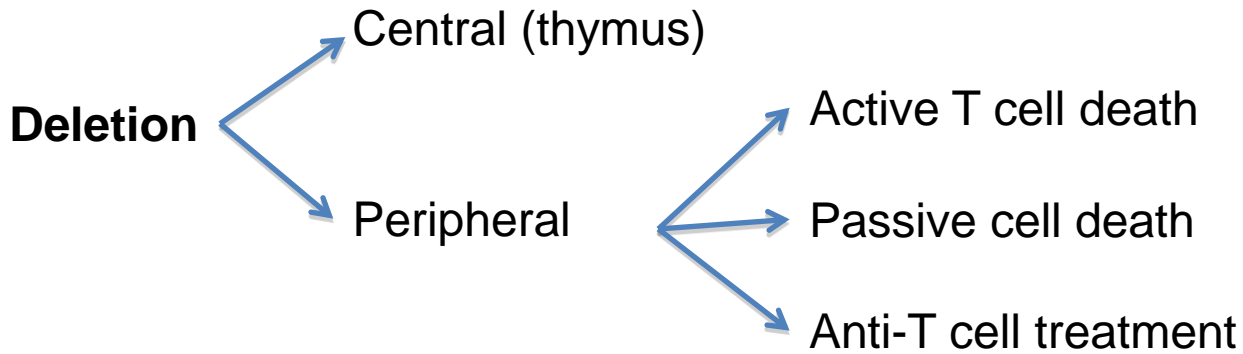 Central (thymus)
Deletion
Active T cell death
Peripheral
Passive cell death
Anti-T cell treatment